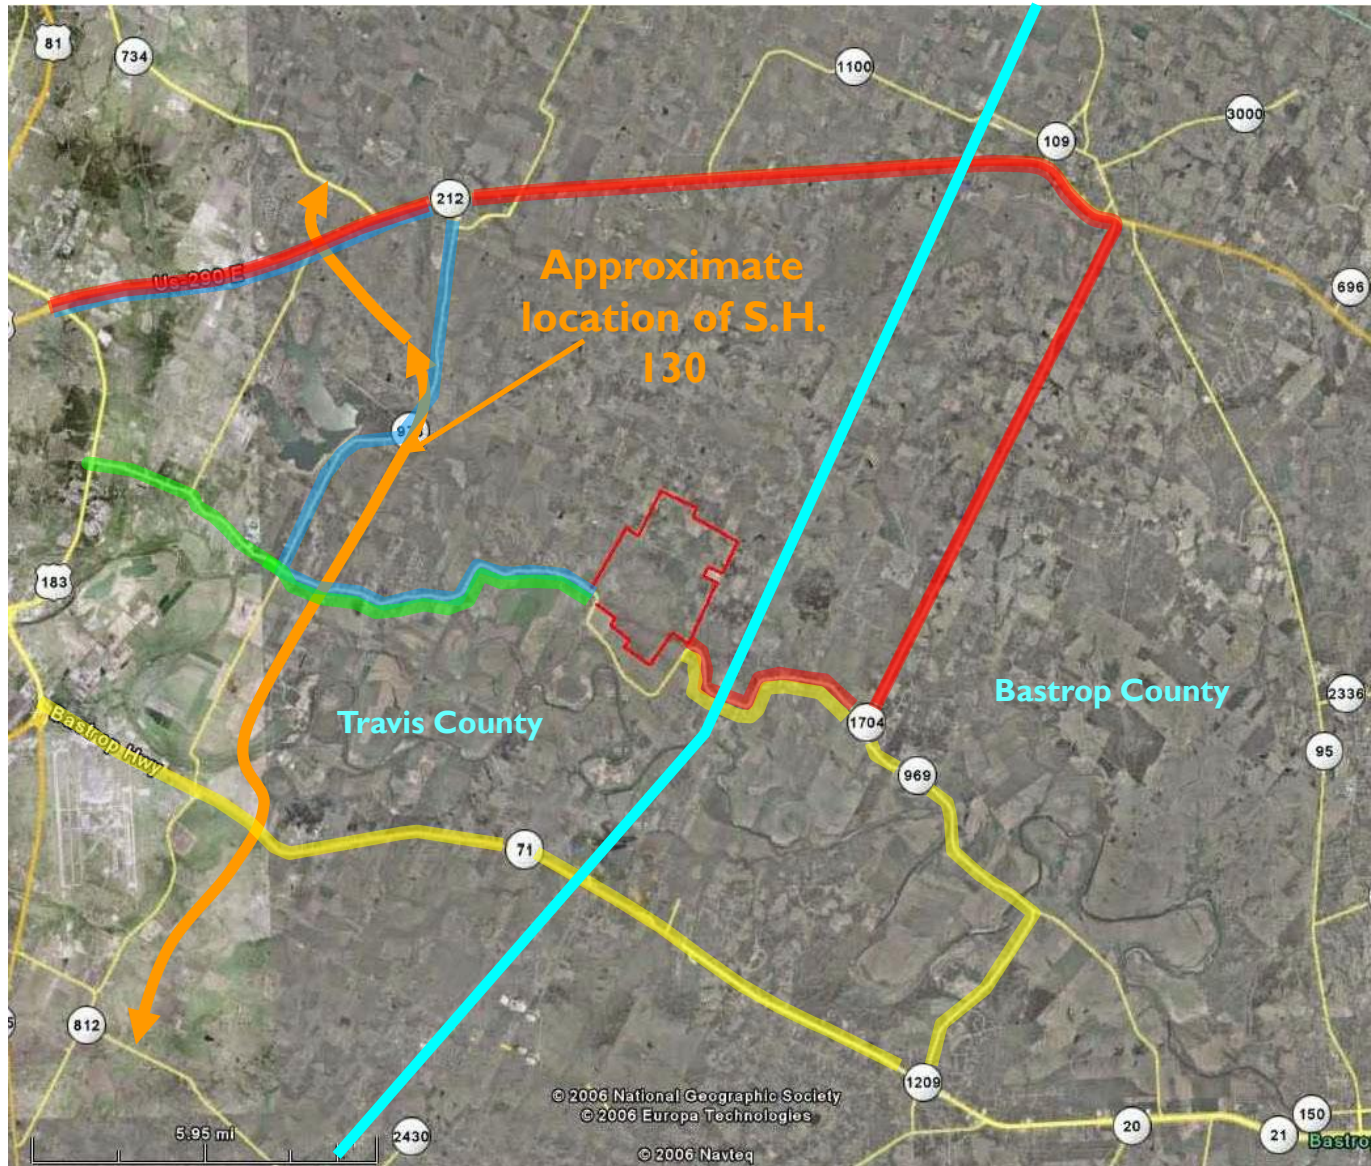 81
734
1100
3000
109
212
Us-290 E
Approximate
location of S.H.
130
696
183
Travis County
Bastrop County
1704
2336
95
969
Bastrop Hwy
71
812
1209
© 2006 National Geographic Society
© 2006 Europa Technologies
5.95 mi
2430
© 2006 Navteq
20
21
150
Bastro